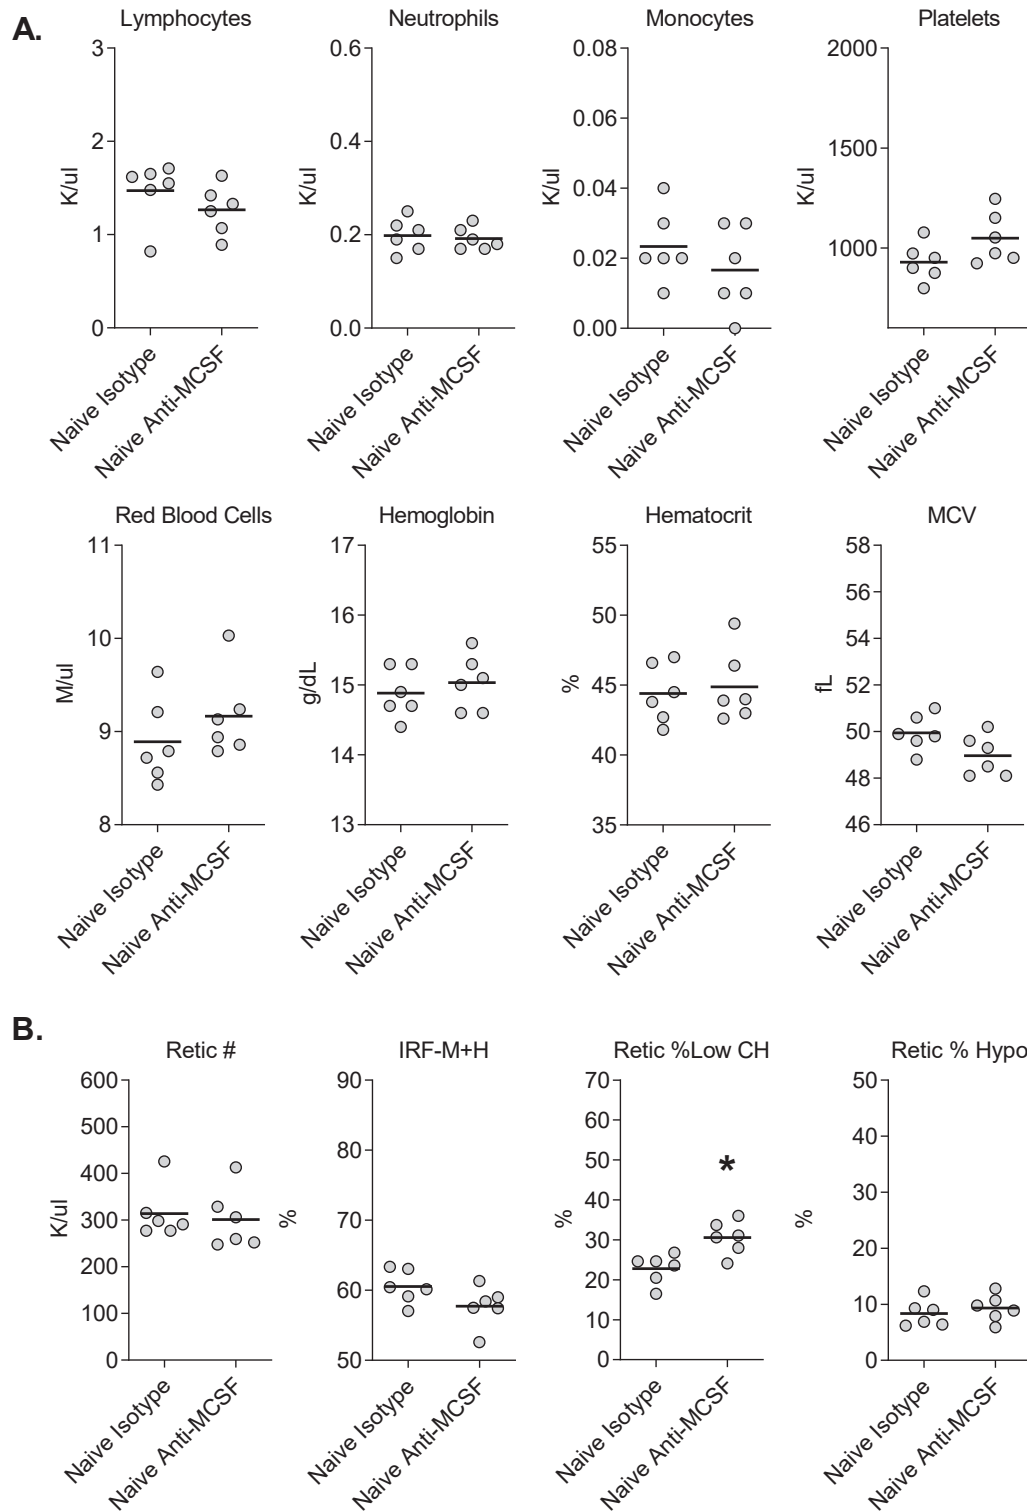 A.
Lymphocytes
K/ul
3
2
1
0
Naive Isotype
Naive Anti-MCSF
Neutrophils
K/ul
0.6
0.4
0.2
0.0
Naive Isotype
Naive Anti-MCSF
Monocytes
K/ul
0.08
0.06
0.04
0.02
0.00
Naive Isotype
Naive Anti-MCSF
Platelets
K/ul
2000
1500
1000
Naive Isotype
Naive Anti-MCSF
Red Blood Cells
M/ul
11
10
9
8
Naive Isotype
Naive Anti-MCSF
Hemoglobin
g/dL
17
16
15
14
13
Naive Isotype
Naive Anti-MCSF
Hematocrit
%
55
50
45
40
35
Naive Isotype
Naive Anti-MCSF
MCV
fL
58
56
54
52
50
48
46
Naive Isotype
Naive Anti-MCSF
B.
Retic #
K/ul
600
500
400
300
200
100
0
Naive Isotype
Naive Anti-MCSF
IRF-M+H
%
90
80
70
60
50
Naive Isotype
Naive Anti-MCSF
Retic %Low CH
%
70
60
50
40
30
20
10
0
*
Naive Isotype
Naive Anti-MCSF
Retic % Hypo
%
50
40
30
20
10
0
Naive Isotype
Naive Anti-MCSF